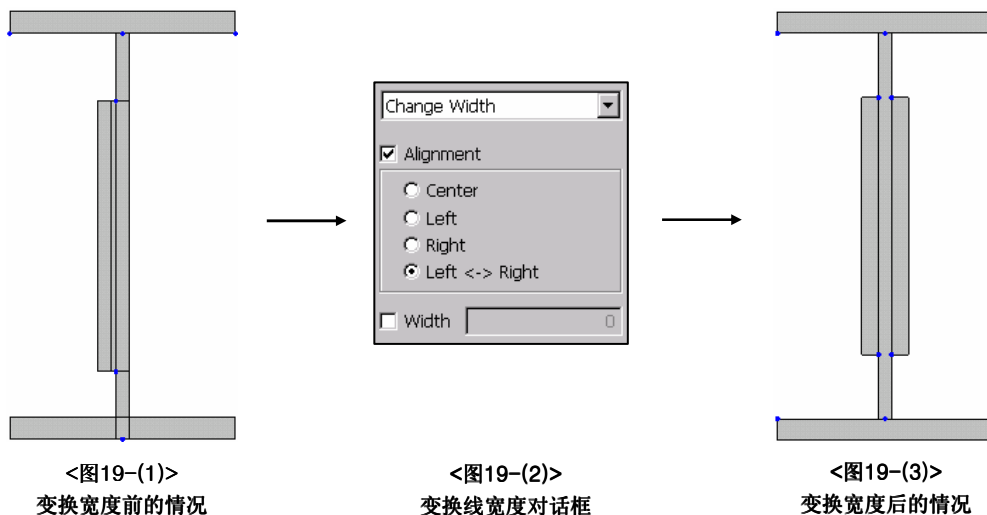 Change Width
Alignment
Center
Left
Right
Left <-> Right
Width
0
<图19-(1)>
变换宽度前的情况
<图19-(2)>
变换线宽度对话框
<图19-(3)>
变换宽度后的情况